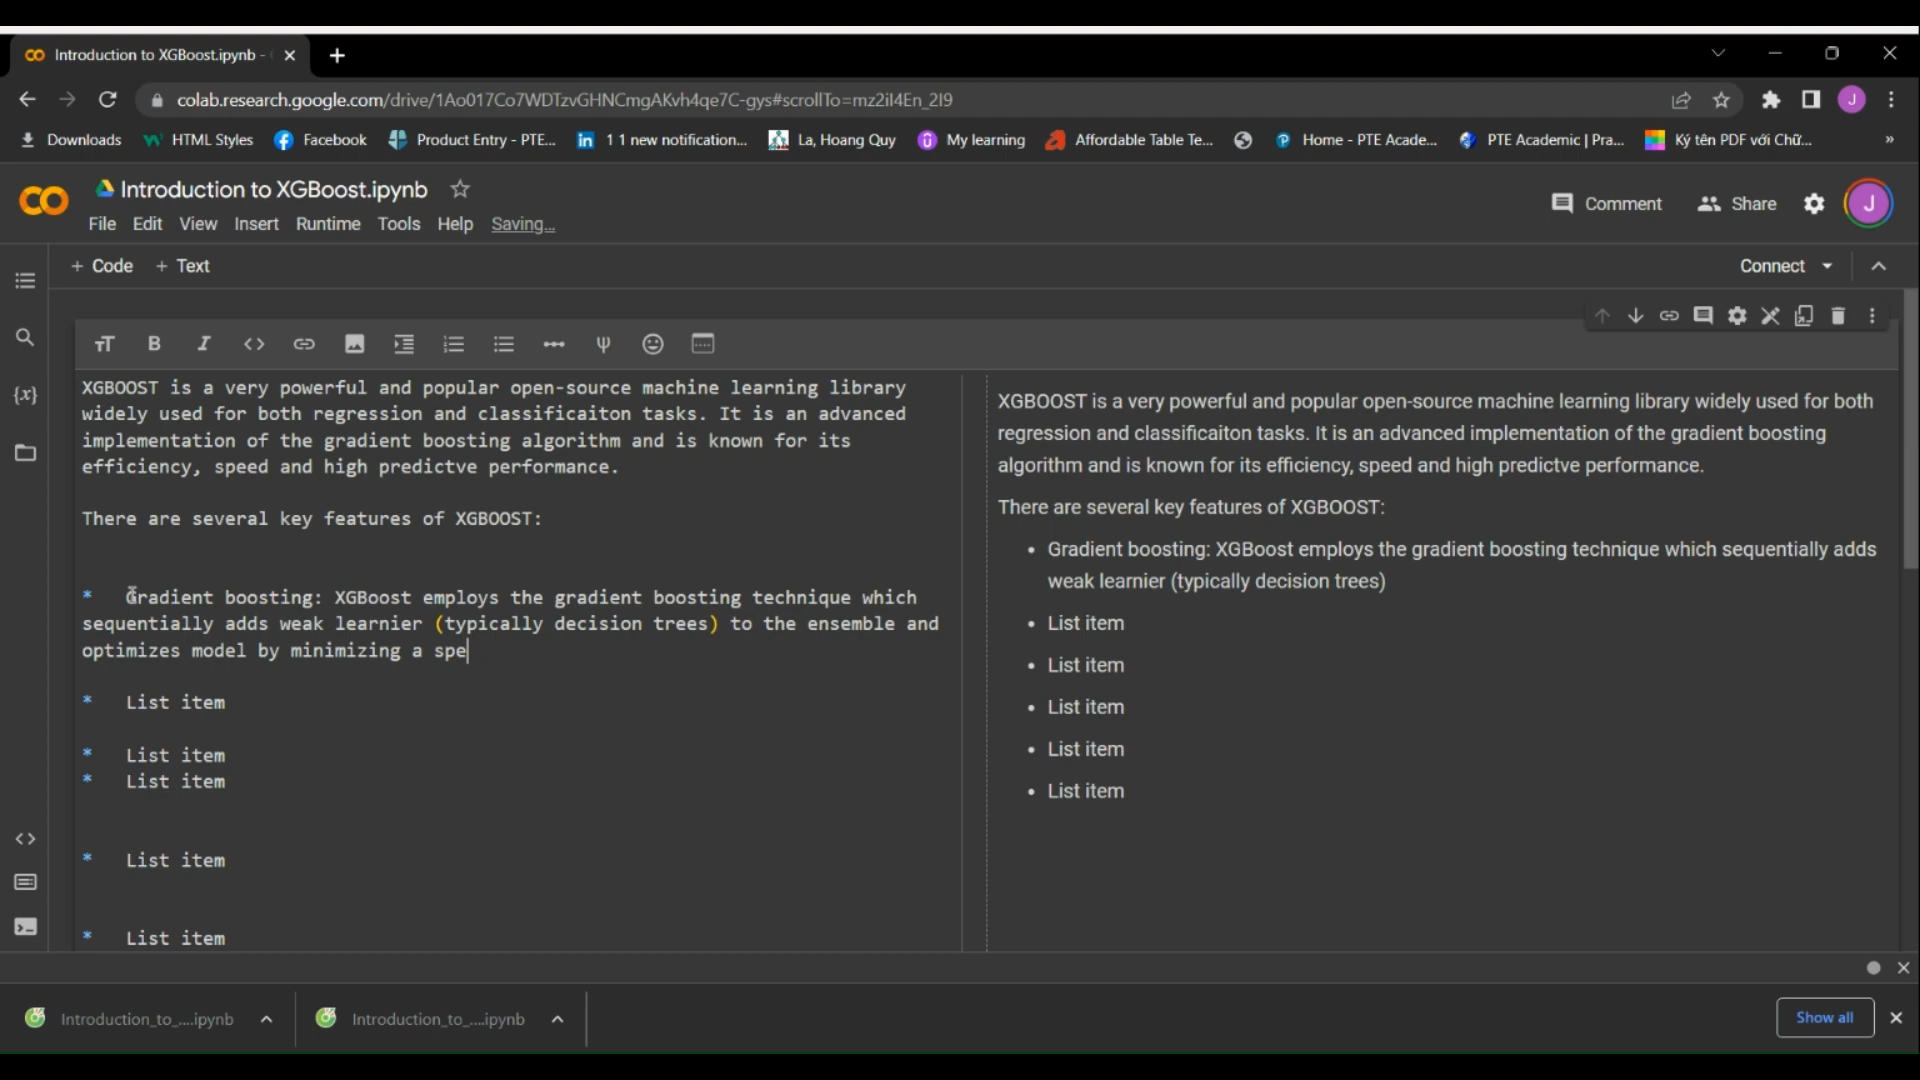 Introduction to XGBoost.ipynb -
colab.research.google.com/drive/1Ao017Co7WDTzvGHNCmgAKvh4qe7C-gys#scrollTo=mz2il4En_2I9
J
Downloads HTML Styles Facebook Product Entry - PTE... 1 1 new notification... La, Hoang Quy My learning Affordable Table Te... Home - PTE Acade... PTE Academic | Pra... Ký tên PDF với Chữ... »
Introduction to XGBoost.ipynb
File Edit View Insert Runtime Tools Help Saving...
Comment Share J
+ Code + Text Connect
XGBOOST is a very powerful and popular open-source machine learning library
widely used for both regression and classificaiton tasks. It is an advanced
implementation of the gradient boosting algorithm and is known for its
efficiency, speed and high predictve performance.
There are several key features of XGBOOST:
* Gradient boosting: XGBoost employs the gradient boosting technique which
sequentially adds weak learnier (typically decision trees) to the ensemble and
optimizes model by minimizing a spe
* List item
* List item
* List item
* List item
* List item
XGBOOST is a very powerful and popular open-source machine learning library widely used for both
regression and classificaiton tasks. It is an advanced implementation of the gradient boosting
algorithm and is known for its efficiency, speed and high predictve performance.
There are several key features of XGBOOST:
• Gradient boosting: XGBoost employs the gradient boosting technique which sequentially adds
weak learnier (typically decision trees)
• List item
• List item
• List item
• List item
• List item
Introduction_to_....ipynb Introduction_to_....ipynb Show all